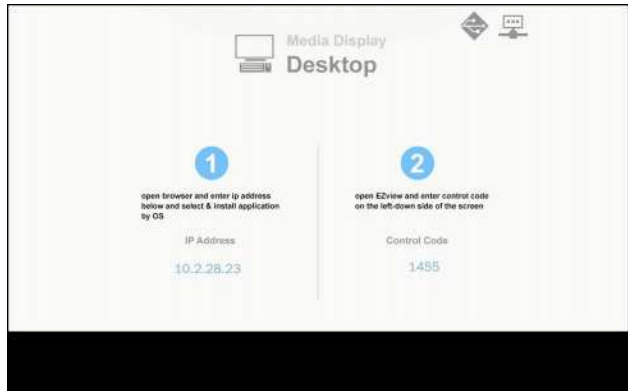 Media Display
Desktop
1
open browser and enter ip address
below and select & install application
by OS
IP Address
10.2.28.23
2
open EZview and enter control code
on the left-down side of the screen
Control Code
1455